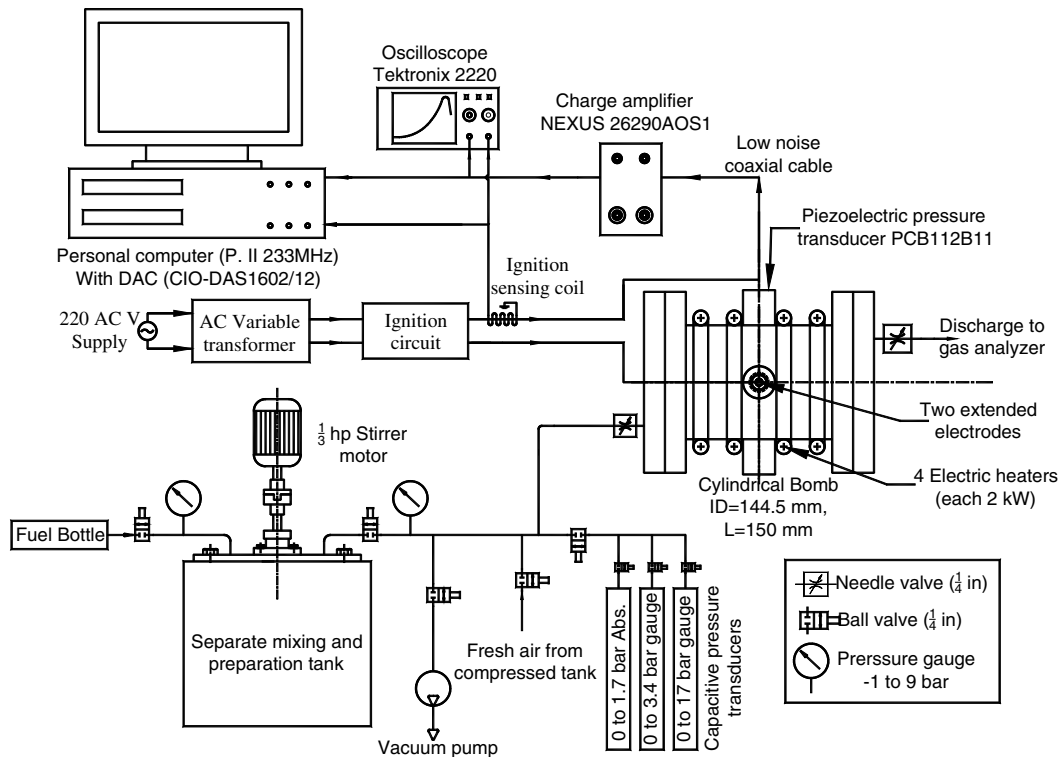 Oscilloscope
Tektronix 2220
Charge amplifier
NEXUS 26290AOS1
Low noise
coaxial cable
Piezoelectric pressure
transducer PCB112B11
Personal computer (P. II 233MHz)
With DAC (CIO-DAS1602/12)
Ignition
sensing coil
220 AC V
Supply
AC Variable
transformer
Ignition
circuit
Discharge to
gas analyzer
Two extended
electrodes
1/3 hp Stirrer
motor
4 Electric heaters
(each 2 kW)
Cylindrical Bomb
ID=144.5 mm,
L=150 mm
Fuel Bottle
Separate mixing and
preparation tank
Fresh air from
compressed tank
Vacuum pump
0 to 1.7 bar Abs.
0 to 3.4 bar gauge
0 to 17 bar gauge
Capacitive pressure
transducers
Needle valve (1/4 in)
Ball valve (1/4 in)
Prerssure gauge
-1 to 9 bar